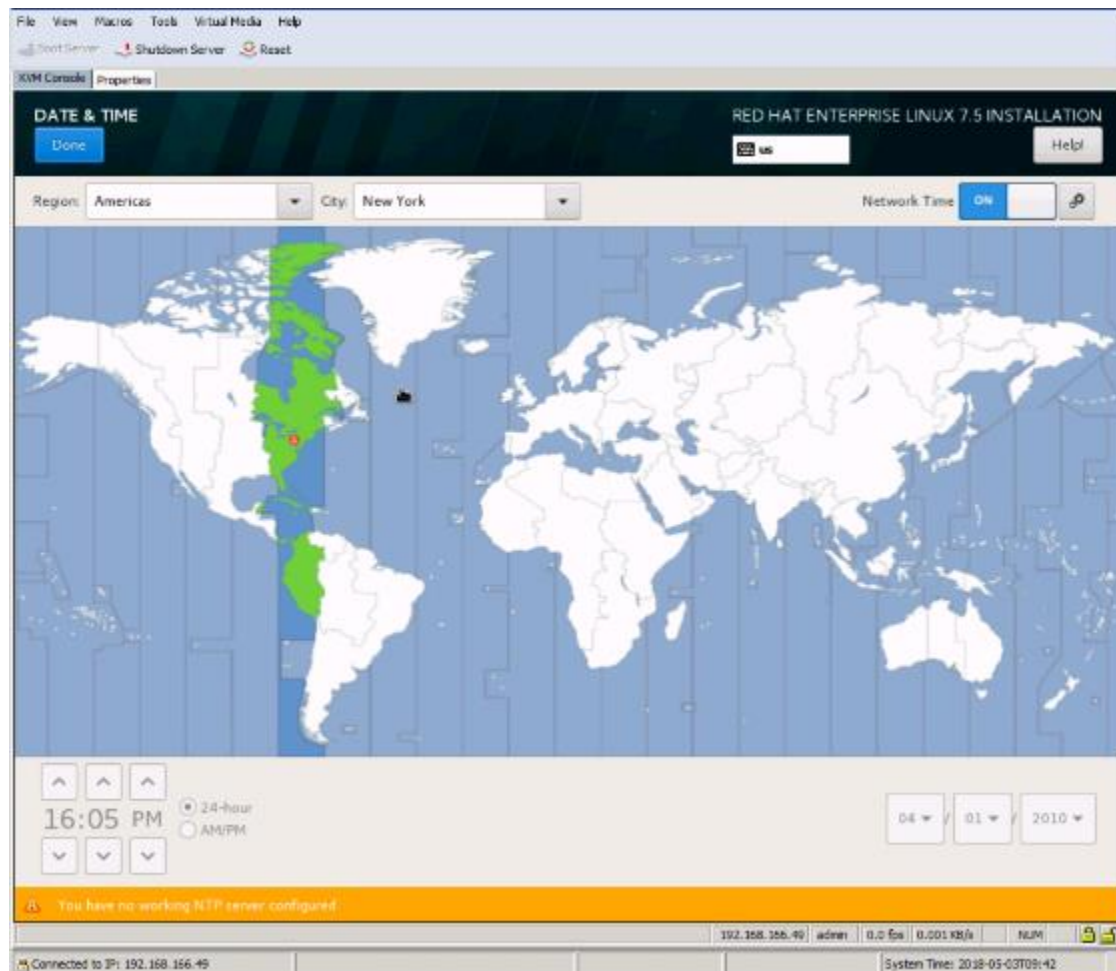 File View Macros Tools Virtual Media Help
Boot Server Shutdown Server Reset
KVM Console Properties
DATE & TIME
RED HAT ENTERPRISE LINUX 7.5 INSTALLATION
Done
us
Help!
Region: Americas City: New York Network Time ON
16:05 PM
24-hour
AM/PM
04 / 01 / 2010
You have no working NTP server configured
192.168.166.49 admin 0.0 fps 0.001 KB/s NUM
Connected to IP: 192.168.166.49 System Time: 2018-05-03T09:42